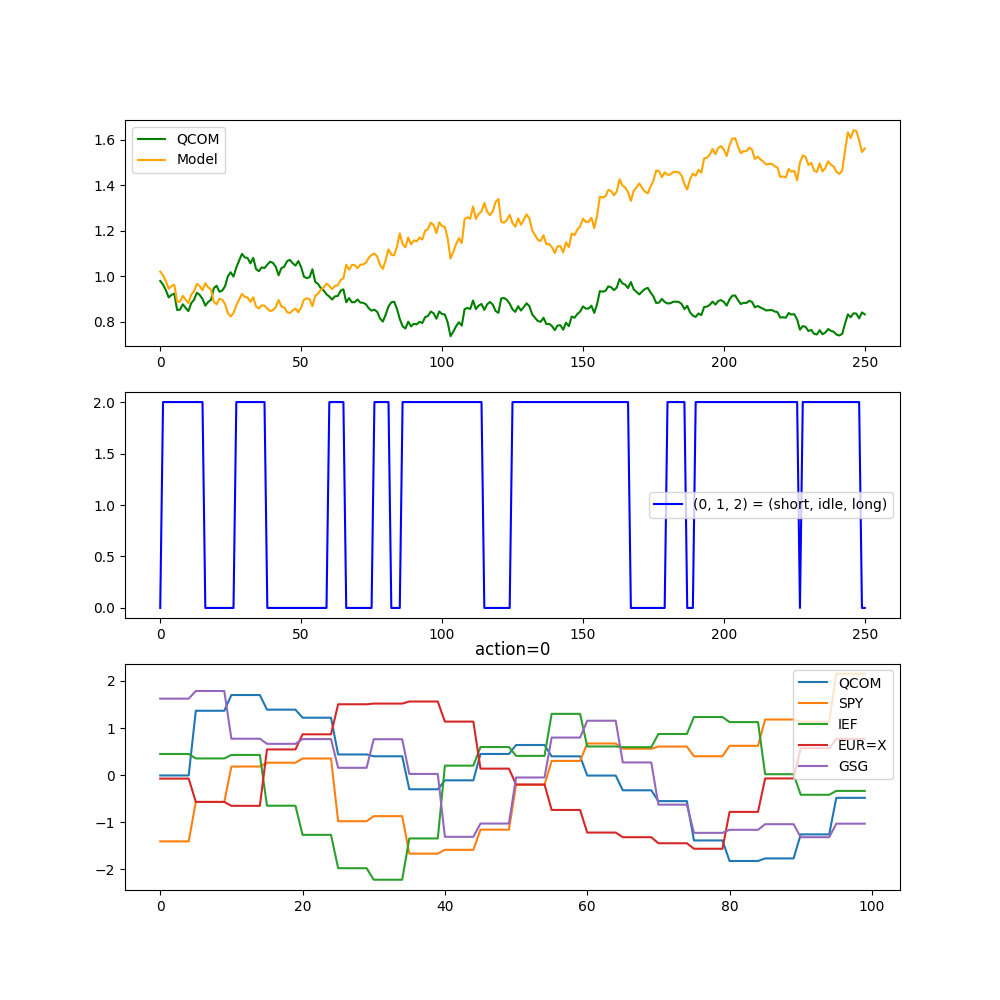 QCOM
Model
1.6
1.4
1.2
1.0
0.8
0 50 100 150 200 250
2.0
1.5
1.0
0.5
0.0
(0, 1, 2) = (short, idle, long)
0 50 100 150 200 250
action=0
2
1
0
−1
−2
QCOM
SPY
IEF
EUR=X
GSG
0 20 40 60 80 100